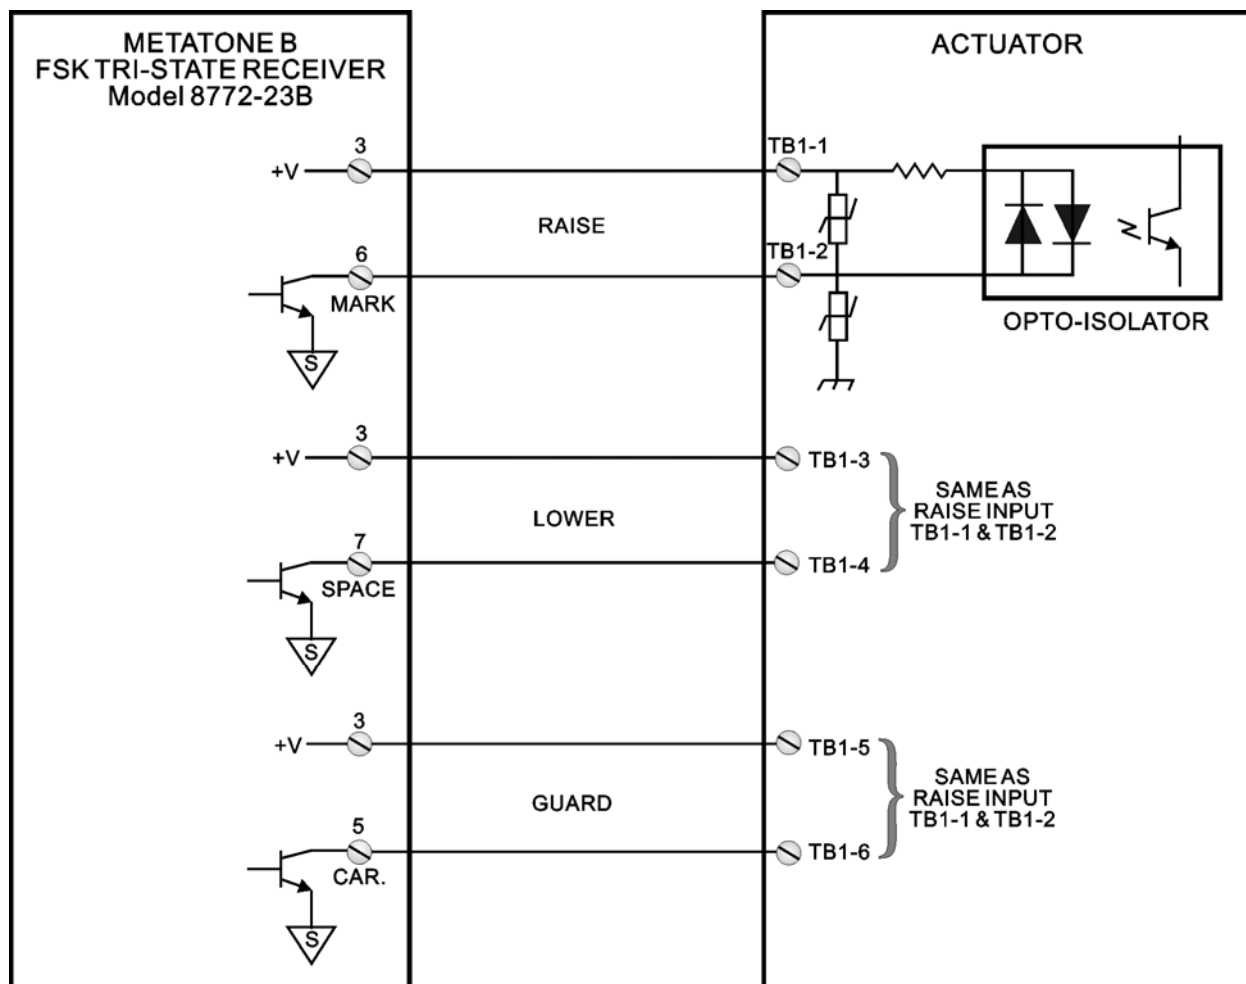 METATONE B
FSK TRI-STATE RECEIVER
Model 8772-23B
ACTUATOR
+V
3
TB1-1
RAISE
6
MARK
TB1-2
S
OPTO-ISOLATOR
+V
3
TB1-3
LOWER
SAME AS
RAISE INPUT
TB1-1 & TB1-2
7
SPACE
TB1-4
S
+V
3
TB1-5
GUARD
SAME AS
RAISE INPUT
TB1-1 & TB1-2
5
CAR.
TB1-6
S